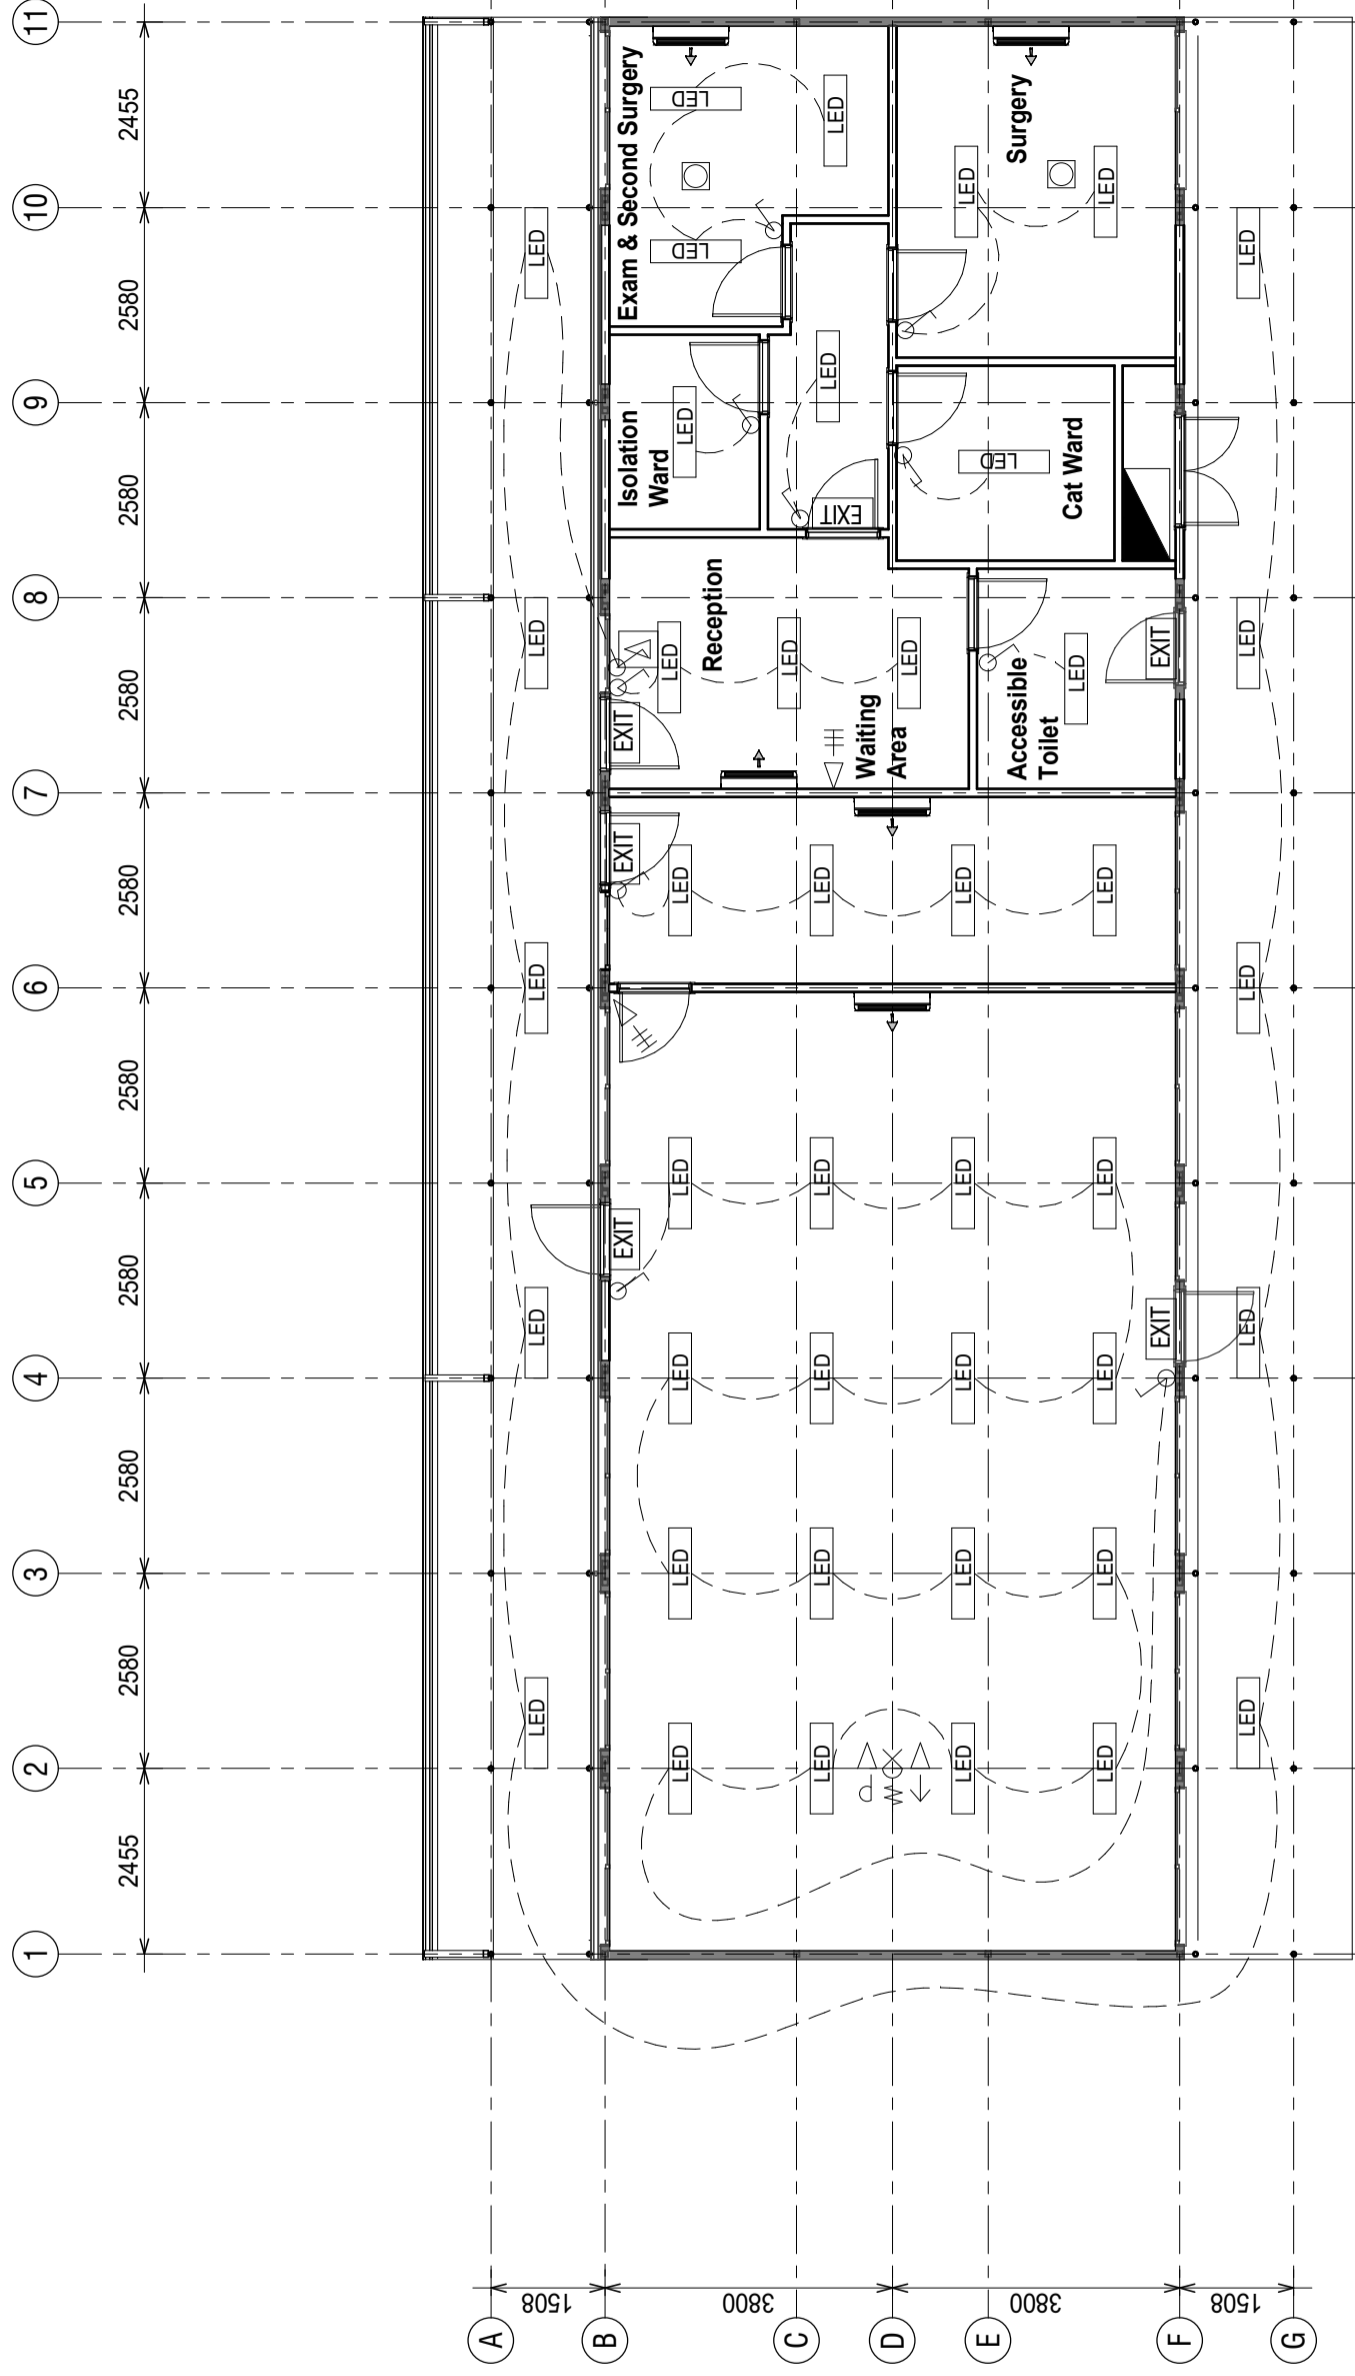 1 2 3 4 5 6 7 8 9 10 11
2455 2580 2580 2580 2580 2580 2580 2580 2580 2455
A
LED LED LED LED LED
1508
B
EXIT EXIT EXIT
Exam & Second Surgery
Isolation
Ward
LED LED LED LED LED LED LED LED LED
Reception
3800
C
LED LED LED LED LED LED LED LED
EXIT
Waiting
Area
LED
D
P
W
LED LED LED LED LED LED
LED
E
Accessible
Toilet
Surgery
Cat Ward
3800
LED
LED LED LED LED LED LED
EXIT EXIT
F
1508
LED LED LED LED LED
G